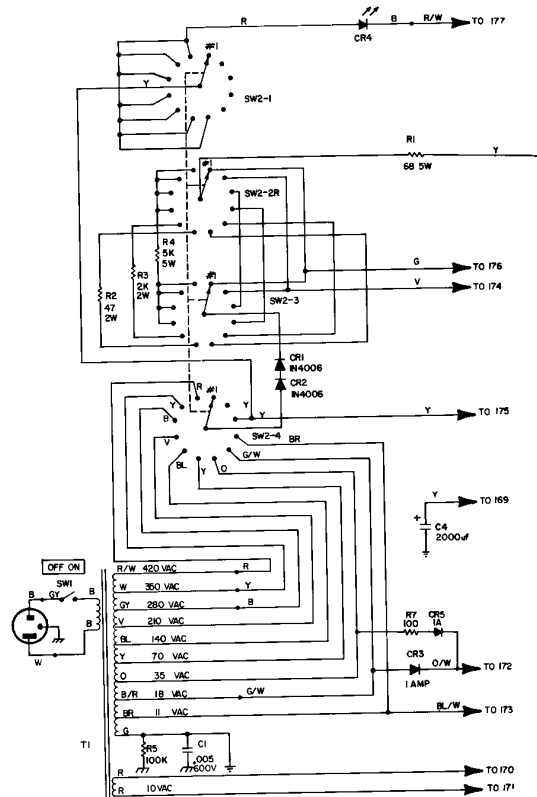 R
B
R/W
TO 177
CR4
#1
Y
SW2-1
R1
68 5W
Y
#1
SW2-2R
R4
5K
5W
R3
2K
2W
R2
47
2W
G
TO 176
V
TO 174
#1
SW2-3
CR1
IN4006
CR2
IN4006
R
#1
Y
Y
Y
TO 175
B
SW2-4
V
BR
G/W
BL
Y
O
Y
TO 169
+
C4
2000uf
R/W 420 VAC R
W 350 VAC Y
GY 280 VAC B
V 210 VAC
BL 140 VAC
Y 70 VAC
O 35 VAC
B/R 18 VAC G/W
BR 11 VAC
G
OFF ON
SW1
B
GY
B
B
W
R7
100
CR5
1A
CR3
1 AMP
O/W
TO 172
BL/W
TO 173
T1
R5
100K
C1
.005
600V
R
TO 170
R 10VAC
TO 171